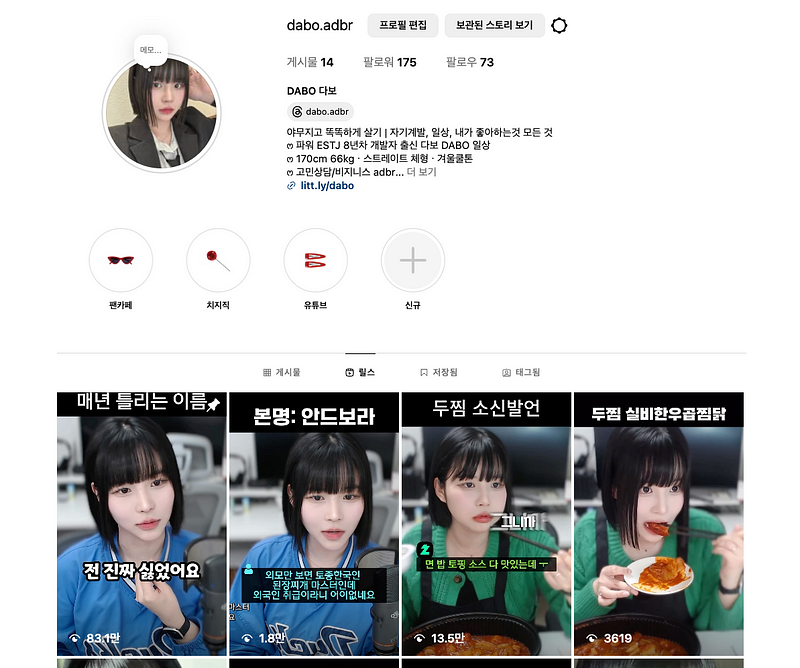 메모...
dabo.adbr
프로필 편집
보관된 스토리 보기
게시물 14
팔로워 175
팔로우 73
DABO 다보
dabo.adbr
야무지고 똑똑하게 살기 | 자기계발, 일상, 내가 좋아하는것 모든 것
ღ 파워 ESTJ 8년차 개발자 출신 다보 DABO 일상
ღ 170cm 66kg · 스트레이트 체형 · 겨울쿨톤
ღ 고민상담/비지니스 adbr... 더 보기
litt.ly/dabo
팬카페
치지직
유튜브
신규
게시물
릴스
저장됨
태그됨
매년 틀리는 이름
전 진짜 싫었어요
83.1만
본명: 안드보라
외모만 보면 토종한국인
된장찌개 마스터인데
외국인 취급이라니 어이없네요
마스터
요
1.8만
두찜 소신발언
그니까
면 밥 토핑 소스 다 맛있는데 ㅜ
13.5만
두찜 실비한우곱찜닭
3619